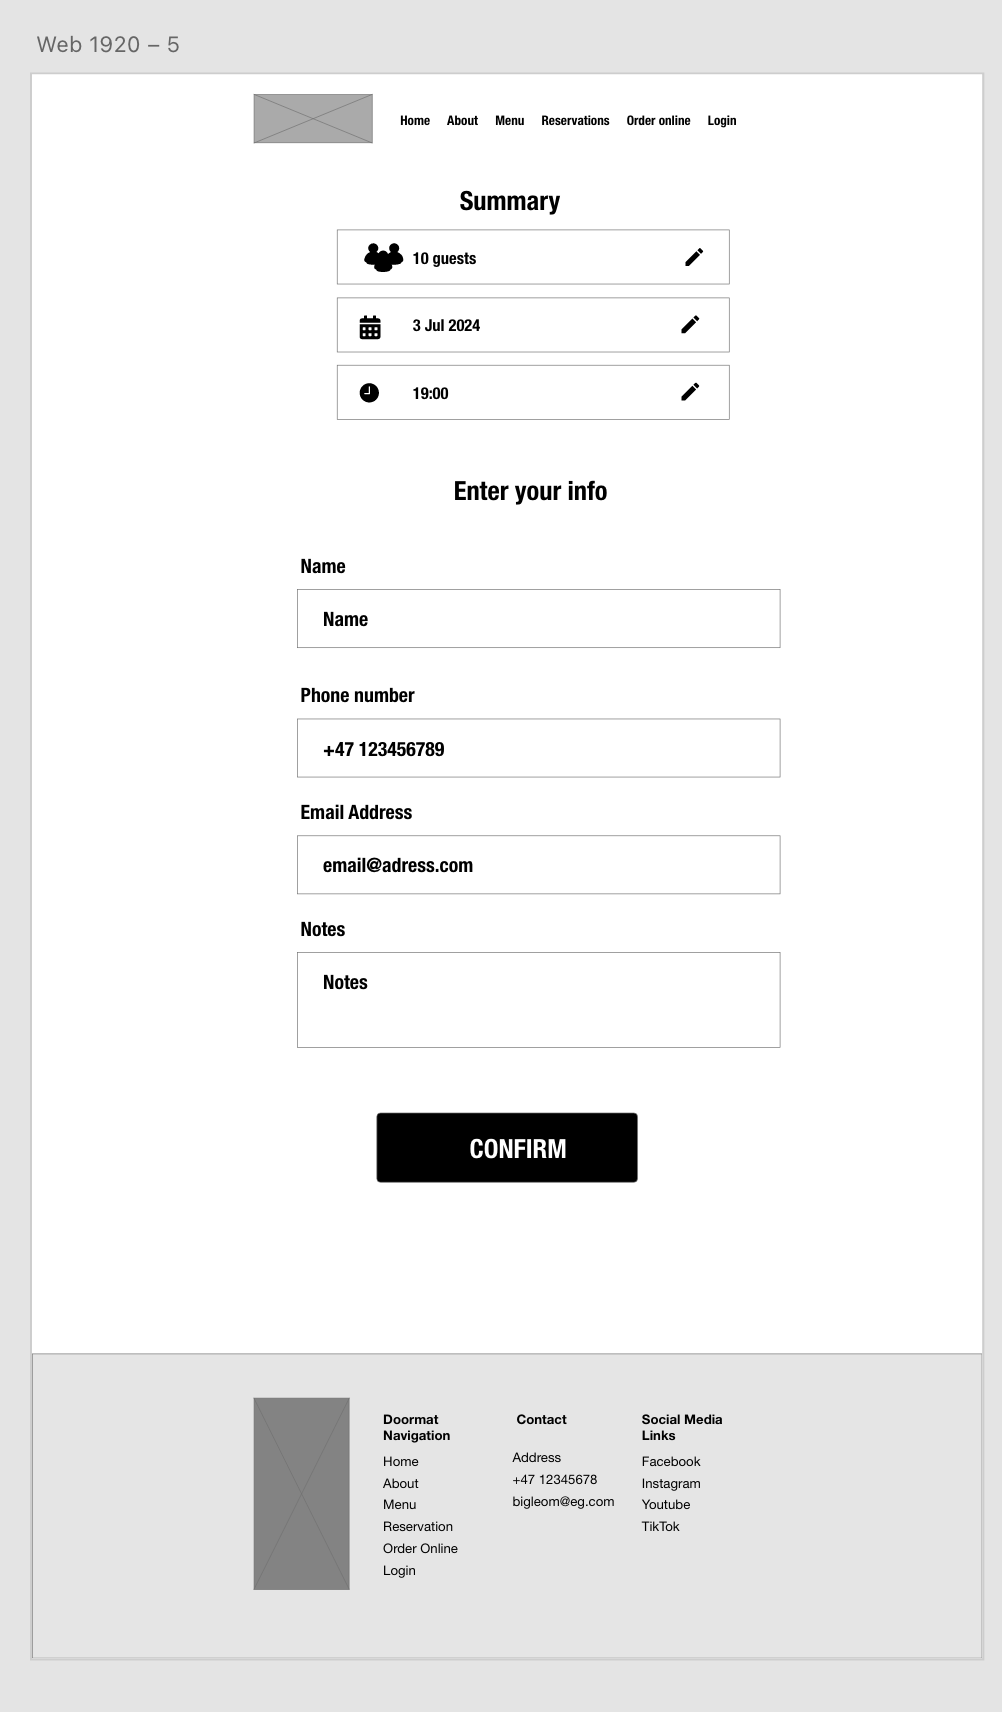 Web 1920 – 5
Home About Menu Reservations Order online Login
Summary
10 guests
3 Jul 2024
19:00
Enter your info
Name
Name
Phone number
+47 123456789
Email Address
email@adress.com
Notes
Notes
CONFIRM
Doormat
Navigation
Home
About
Menu
Reservation
Order Online
Login
Contact
Address
+47 12345678
bigleom@eg.com
Social Media
Links
Facebook
Instagram
Youtube
TikTok